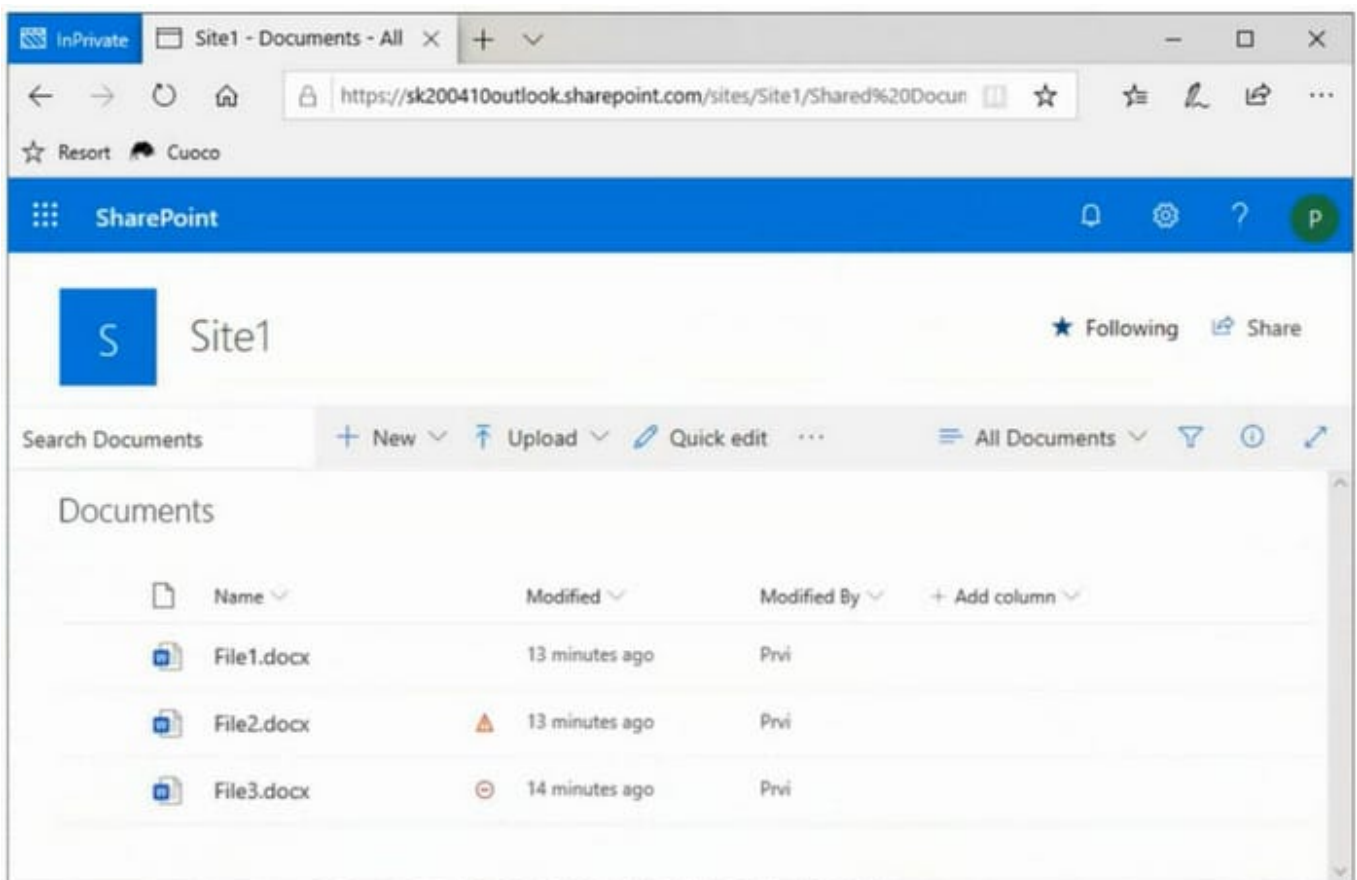 InPrivate Site1 - Documents - All
https://sk200410outlook.sharepoint.com/sites/Site1/Shared%20Docun
Resort Cuoco
SharePoint ? P
S Site1 Following Share
Search Documents + New Upload Quick edit ... All Documents
Documents
Name Modified Modified By + Add column
File1.docx 13 minutes ago Prvi
File2.docx 13 minutes ago Prvi
File3.docx 14 minutes ago Prvi